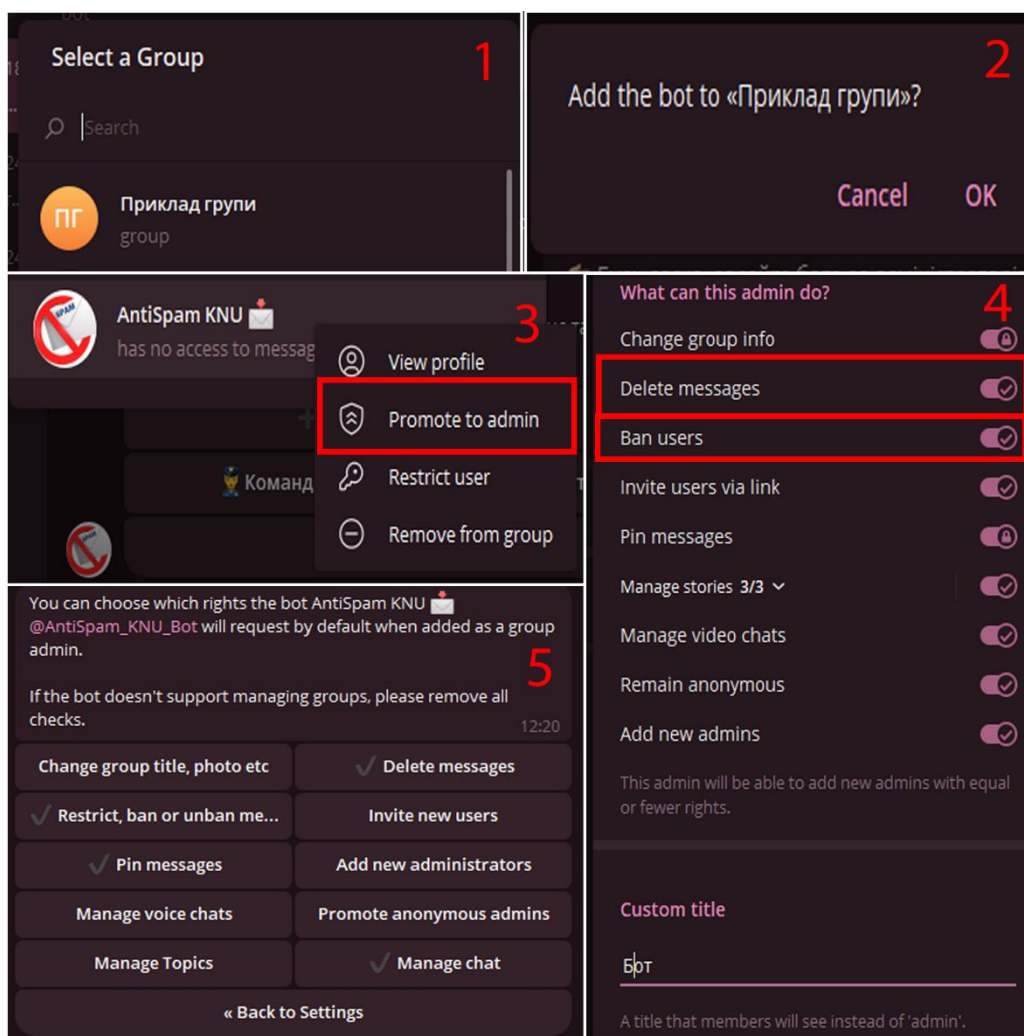 Select a Group
1
Search
ПГ
Приклад групи
group
2
Add the bot to «Приклад групи»?
Cancel OK
3
SPAM
AntiSpam KNU
has no access to messag
View profile
Promote to admin
Restrict user
Remove from group
Команд
4
What can this admin do?
Change group info
Delete messages
Ban users
Invite users via link
Pin messages
Manage stories 3/3
Manage video chats
Remain anonymous
Add new admins
This admin will be able to add new admins with equal
or fewer rights.
Custom title
Бот
A title that members will see instead of 'admin'.
5
You can choose which rights the bot AntiSpam KNU
@AntiSpam_KNU_Bot will request by default when added as a group
admin.
If the bot doesn't support managing groups, please remove all
checks.
12:20
Change group title, photo etc
Delete messages
Restrict, ban or unban me...
Invite new users
Pin messages
Add new administrators
Manage voice chats
Promote anonymous admins
Manage Topics
Manage chat
« Back to Settings